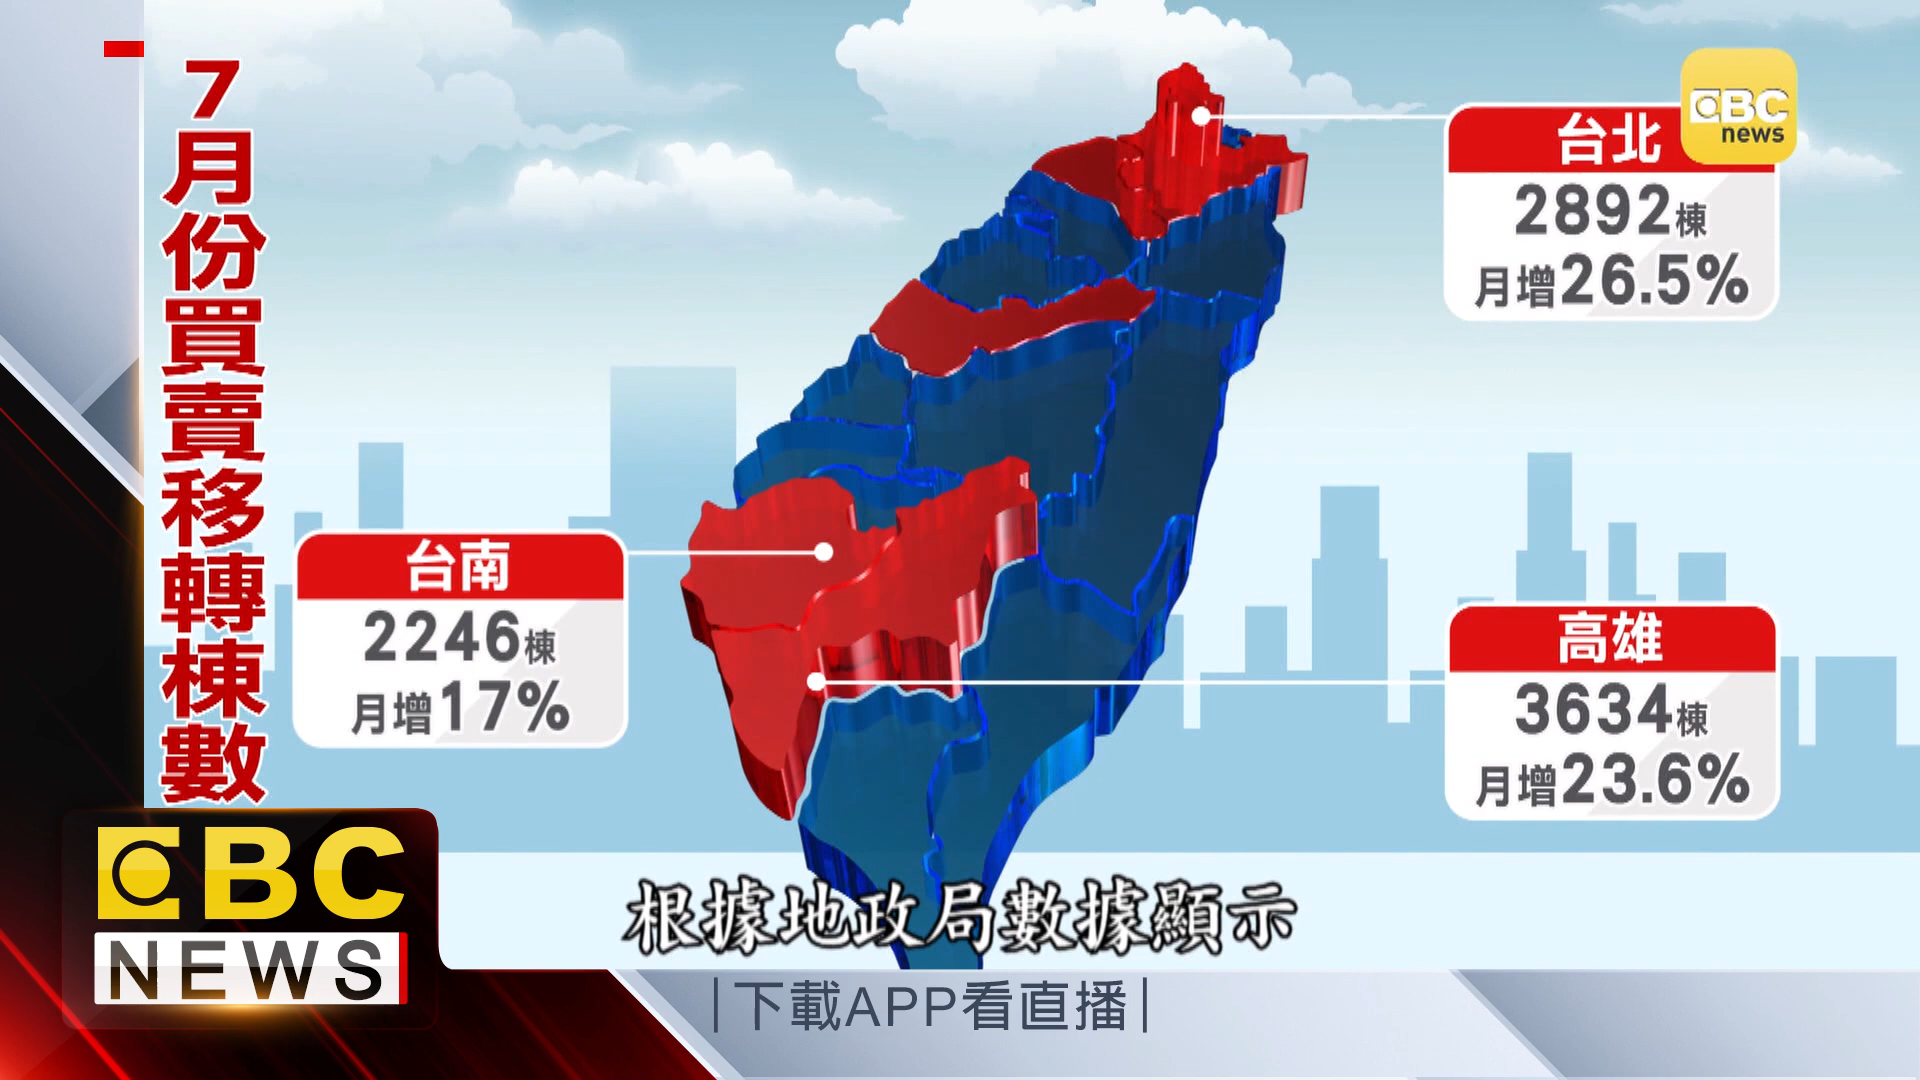 7月份買賣移轉棟數
台北
2892棟
月增26.5%
EBC
news
台南
2246棟
月增17%
高雄
3634棟
月增23.6%
根據地政局數據顯示
EBC
NEWS
|下載APP看直播|